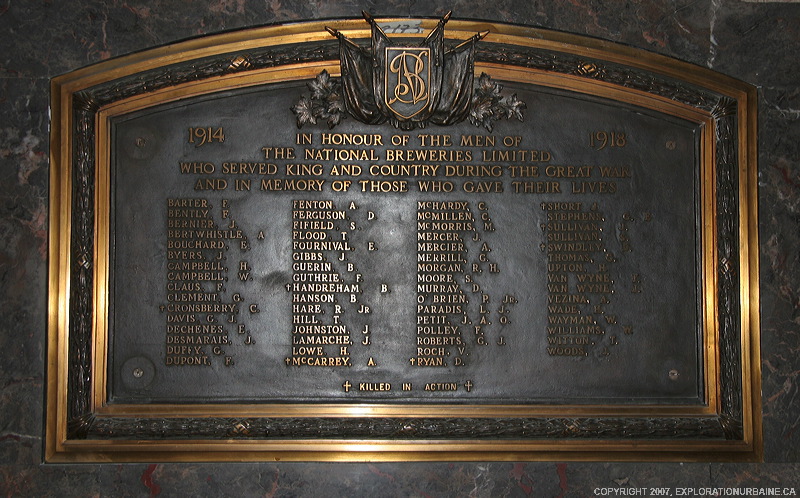 1914 IN HONOUR OF THE MEN OF 1918
THE NATIONAL BREWERIES LIMITED
WHO SERVED KING AND COUNTRY DURING THE GREAT WAR
AND IN MEMORY OF THOSE WHO GAVE THEIR LIVES
BAXTER, E.
BENTLY, F.
BERNIER, J.
BERTWHISTLE, A.
BOUCHARD, E.
BYERS, J.
CAMPBELL, H.
CAMPBELL, W.
CLAUS, F.
CLEMENT, G.
†CRONSBERRY, C.
DAVIS, G. J.
DECHENES, E.
DESMARAIS, J.
DUFFY, G.
DUPONT, F.
FENTON, A.
FERGUSON, D.
FIFIELD, S.
FLOOD, T.
FOURNIVAL, E.
GIBBS, J.
GUERIN, B.
GUTHRIE, F.
†HANDREHAM, B.
HANSON, B.
HARE, R. JR
HILL, T.
JOHNSTON, J.
LAMARCHE, J.
LOWE, H.
†MCCARREY, A.
MCHARDY, C.
MCMILLEN, C.
MCMORRIS, M.
MERCER, J.
MERCIER, A.
MERRILL, G.
MORGAN, R. H.
MOORE, S.
MURRAY, D.
O'BRIEN, P. JR.
PARADIS, L. J.
PETIT, J. A. O.
POLLEY, F.
ROBERTS, G. J.
ROCH, V.
†RYAN, D.
†SHORT, J.
STEPHENS, G.
†SULLIVAN,
SULLIVAN,
†SWINDLEY,
THOMAS,
UPTON,
VAN WYNE,
VAN WYNE,
VEZINA,
WADE,
WAYMAN, W.
WILLIAMS,
WITTON, T.
WOODS, J.
† KILLED IN ACTION †
COPYRIGHT 2007, EXPLORATIONURBAINE.CA